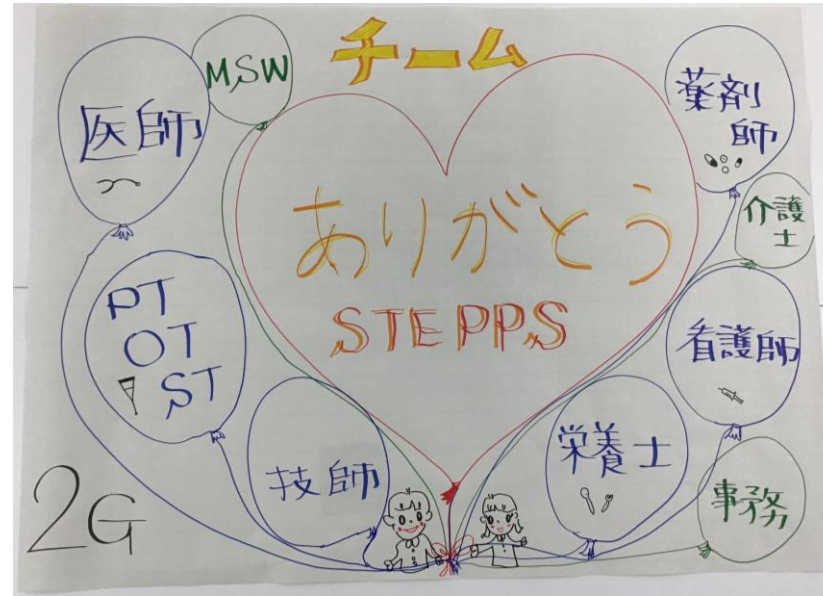 チーム
MSW
医師
薬剤
師
介護
士
ありがとう
STEPPS
PT
OT
ST
看護師
技師
栄養士
事務
2G